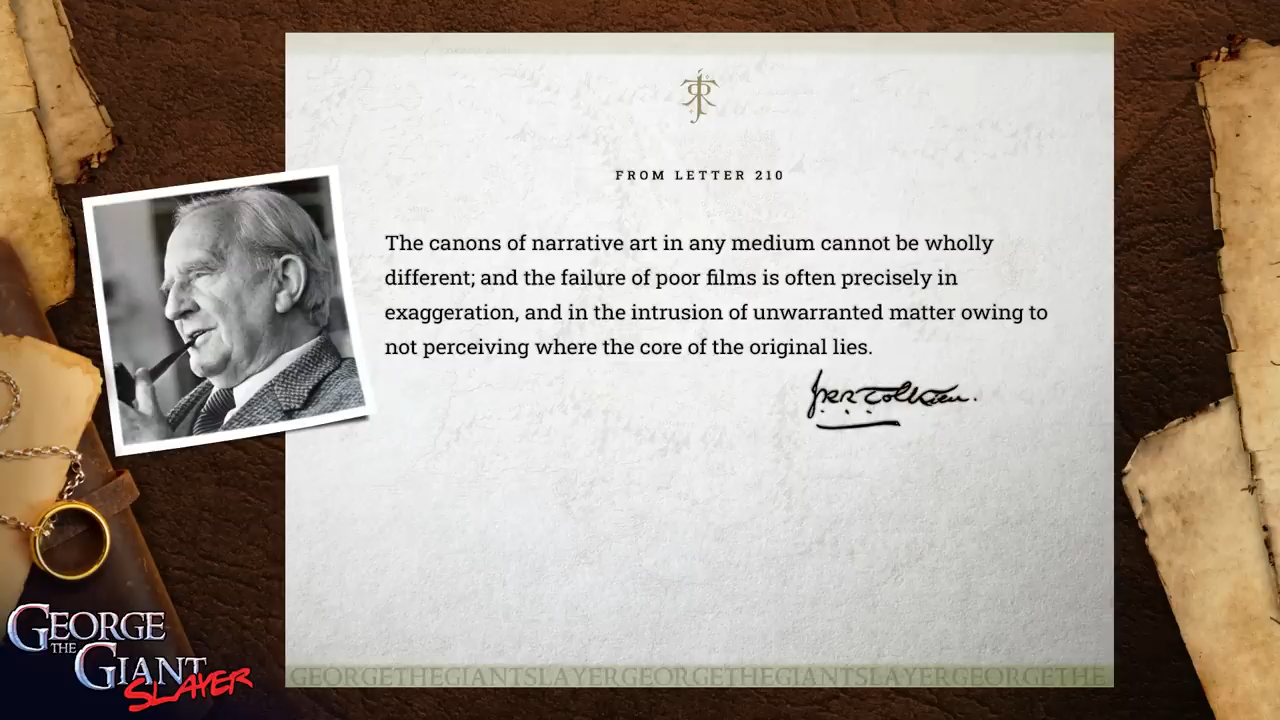 FROM LETTER 210
The canons of narrative art in any medium cannot be wholly
different; and the failure of poor films is often precisely in
exaggeration, and in the intrusion of unwarranted matter owing to
not perceiving where the core of the original lies.
JRR Tolkien.
GEORGE
THE
GIANT
SLAYER
GEORGETHEGIANTSLAYERGEORGETHEGIANTSLAYERGEORGETHE